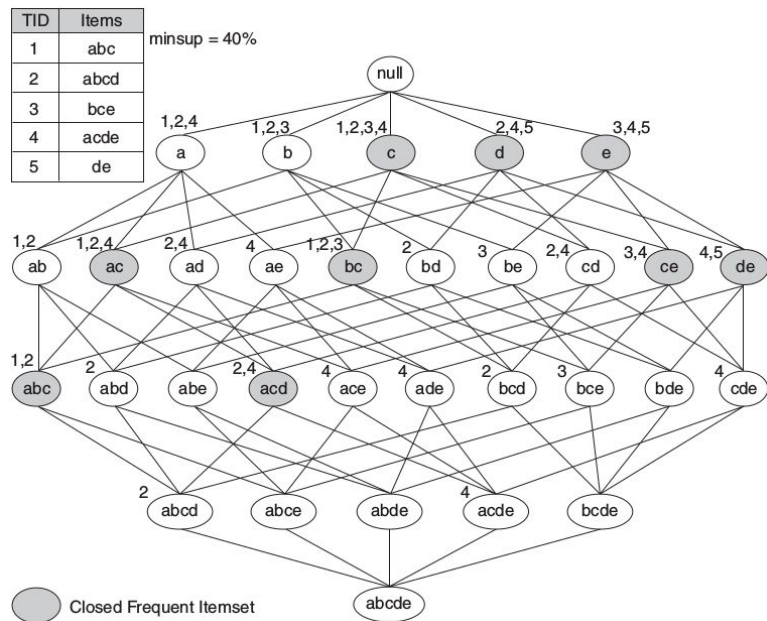 TID Items
1 abc
2 abcd
3 bce
4 acde
5 de
minsup = 40%
null
1,2,4 1,2,3 1,2,3,4 2,4,5 3,4,5
a b c d e
1,2 1,2,4 2,4 4 1,2,3 2 3 2,4 3,4 4,5
ab ac ad ae bc bd be cd ce de
1,2 2 2,4 4 4 2 3 4
abc abd abe acd ace ade bcd bce bde cde
2 4
abcd abce abde acde bcde
abcde
Closed Frequent Itemset